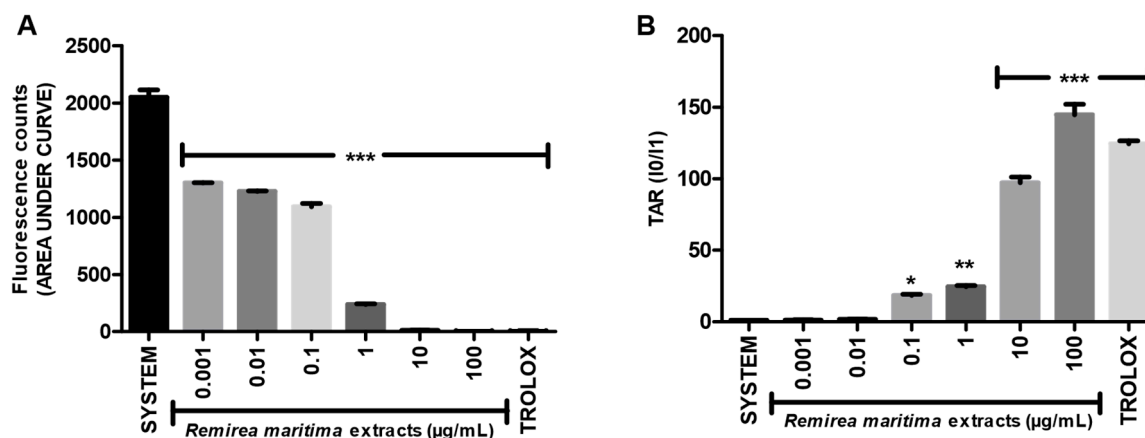 A
Fluorescence counts
(AREA UNDER CURVE)
2500
2000
1500
1000
500
0
***
SYSTEM
0.001
0.01
0.1
1
10
100
TROLOX
Remirea maritima extracts (µg/mL)
B
TAR (I0/I1)
200
150
100
50
0
*
**
***
SYSTEM
0.001
0.01
0.1
1
10
100
TROLOX
Remirea maritima extracts (µg/mL)